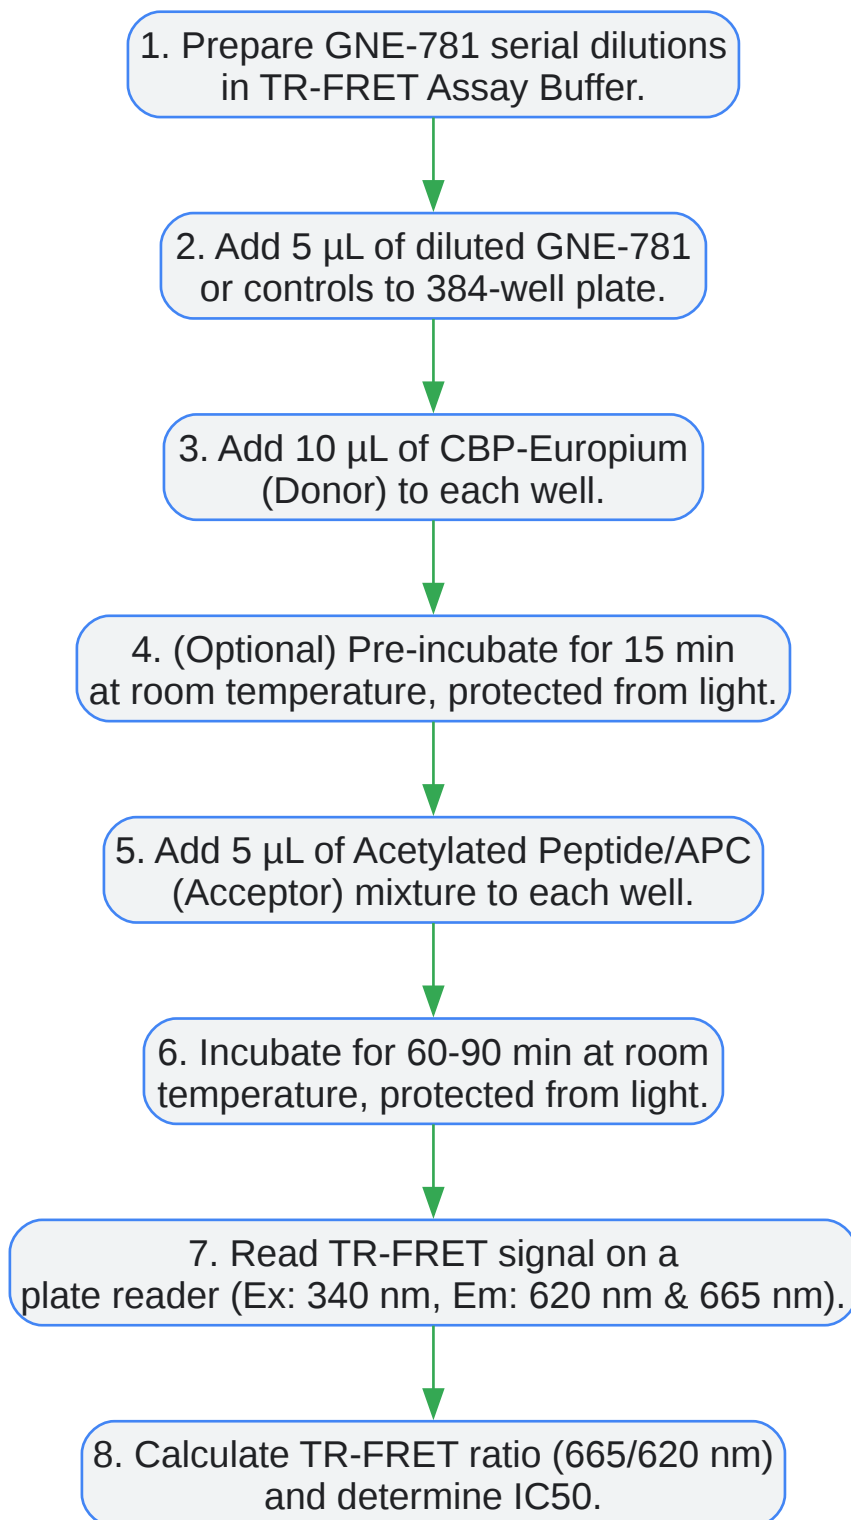 1. Prepare GNE-781 serial dilutions
in TR-FRET Assay Buffer.
2. Add 5 µL of diluted GNE-781
or controls to 384-well plate.
3. Add 10 µL of CBP-Europium
(Donor) to each well.
4. (Optional) Pre-incubate for 15 min
at room temperature, protected from light.
5. Add 5 µL of Acetylated Peptide/APC
(Acceptor) mixture to each well.
6. Incubate for 60-90 min at room
temperature, protected from light.
7. Read TR-FRET signal on a
plate reader (Ex: 340 nm, Em: 620 nm & 665 nm).
8. Calculate TR-FRET ratio (665/620 nm)
and determine IC50.